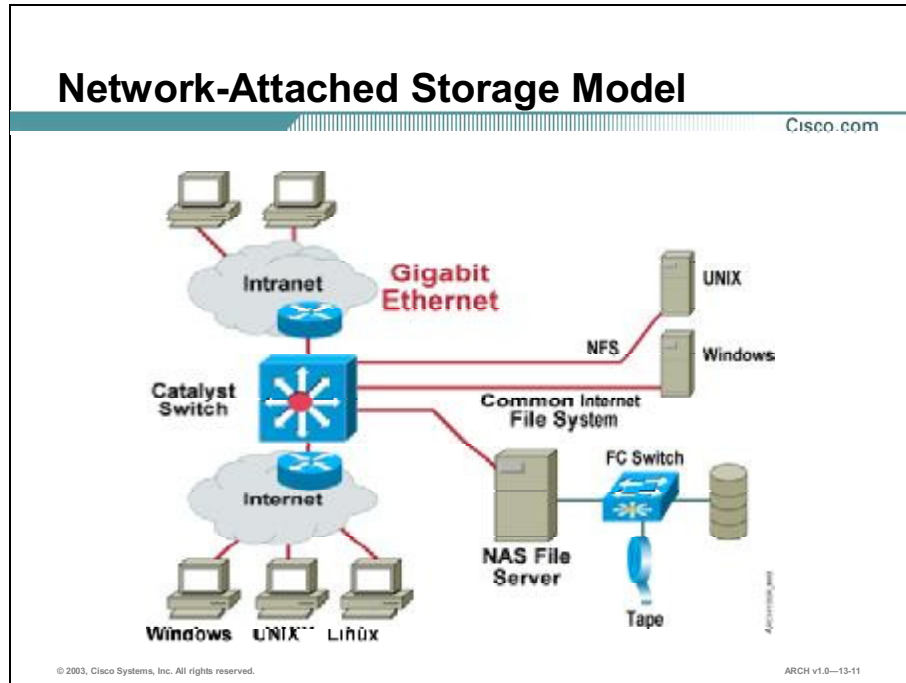 Network-Attached Storage Model
Cisco.com
Intranet
Gigabit
Ethernet
UNIX
NFS
Windows
Catalyst
Switch
Common Internet
File System
FC Switch
Internet
NAS File
Server
Tape
Windows UNIX Linux
© 2003, Cisco Systems, Inc. All rights reserved.
ARCH v1.0—13-11